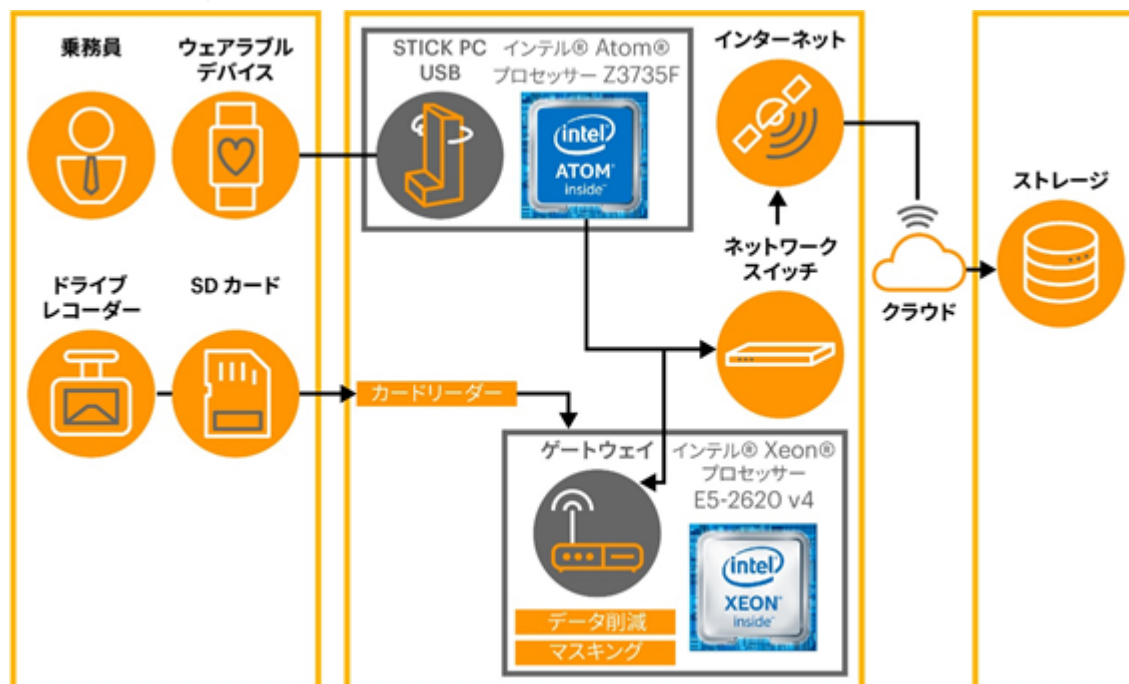 乗務員
ウェアラブル
デバイス
STICK PC
USB
インテル® Atom®
プロセッサー Z3735F
intel
ATOM
inside
インターネット
ストレージ
ネットワーク
スイッチ
クラウド
ドライブ
レコーダー
SD カード
カードリーダー
ゲートウェイ
インテル® Xeon®
プロセッサー
E5-2620 v4
intel
XEON
inside
データ削減
マスキング